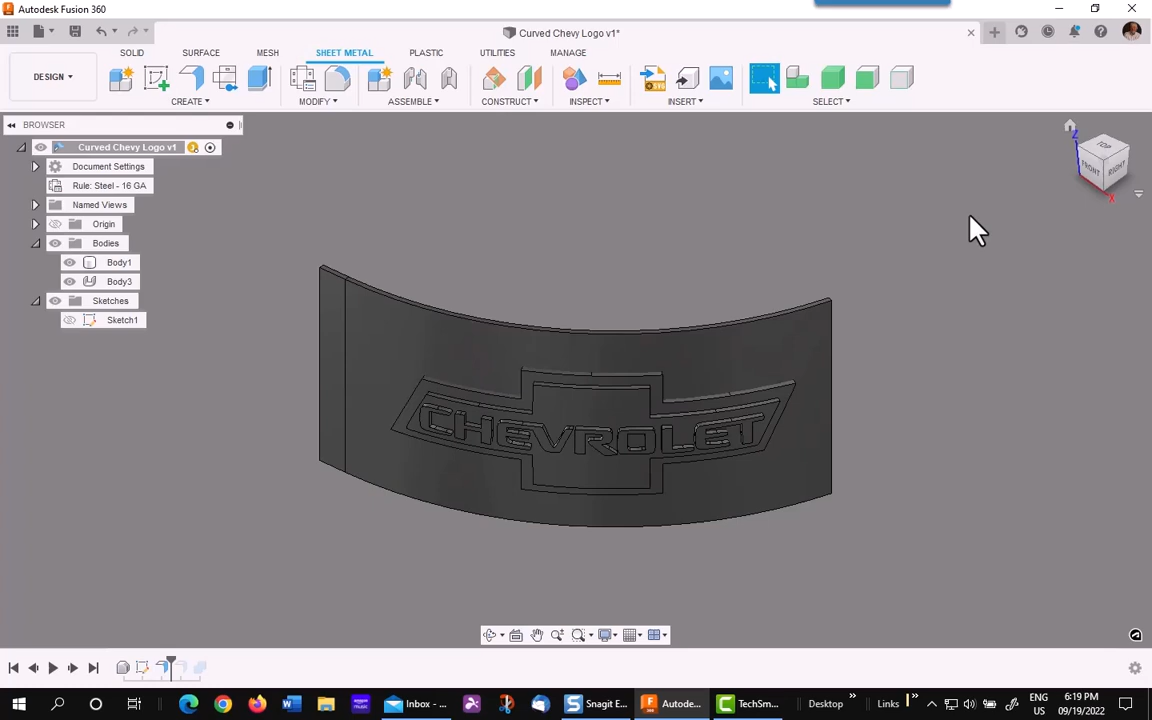 Autodesk Fusion 360
Curved Chevy Logo v1*
SOLID SURFACE MESH SHEET METAL PLASTIC UTILITIES MANAGE
DESIGN
CREATE MODIFY ASSEMBLE CONSTRUCT INSPECT INSERT SELECT
BROWSER
Curved Chevy Logo v1
Document Settings
Rule: Steel - 16 GA
Named Views
Origin
Bodies
Body1
Body3
Sketches
Sketch1
Z
TOP
FRONT
RIGHT
X
CHEVROLET
Inbox - ...
Snagit E...
Autode...
TechSm...
Desktop
Links
ENG
US
6:19 PM
09/19/2022